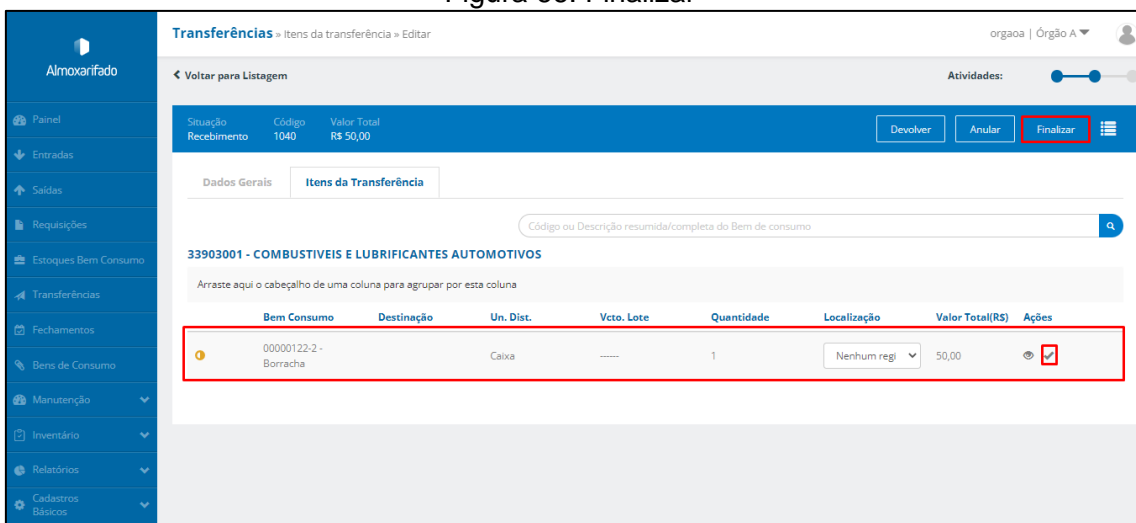 Almoxarifado
Painel
Entradas
Saídas
Requisições
Estoques Bem Consumo
Transferências
Fechamentos
Bens de Consumo
Manutenção
Inventário
Relatórios
Cadastros
Básicos
Transferências » Itens da transferência » Editar
orgaoa | Órgão A
Voltar para Listagem
Atividades:
Situação Código Valor Total
Recebimento 1040 R$ 50,00
Devolver Anular Finalizar
Dados Gerais Itens da Transferência
Código ou Descrição resumida/completa do Bem de consumo
33903001 - COMBUSTIVEIS E LUBRIFICANTES AUTOMOTIVOS
Arraste aqui o cabeçalho de uma coluna para agrupar por esta coluna
Bem Consumo Destinação Un. Dist. Vcto. Lote Quantidade Localização Valor Total(R$) Ações
00000122-2 -
Borracha
Caixa ------ 1 Nenhum regi 50,00